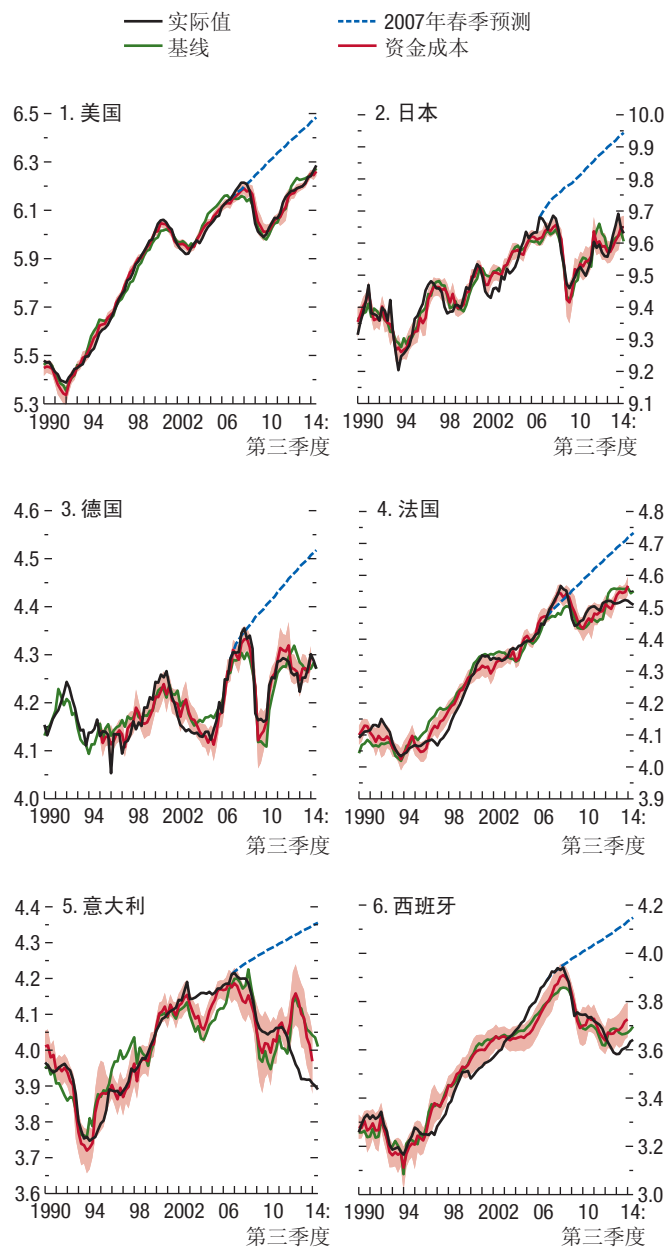 实际值 2007年春季预测
基线 资金成本
1. 美国
6.5
6.3
6.1
5.9
5.7
5.5
5.3
1990 94 98 2002 06 10 14:
第三季度
2. 日本
10.0
9.9
9.8
9.7
9.6
9.5
9.4
9.3
9.2
9.1
1990 94 98 2002 06 10 14:
第三季度
3. 德国
4.6
4.5
4.4
4.3
4.2
4.1
4.0
1990 94 98 2002 06 10 14:
第三季度
4. 法国
4.8
4.7
4.6
4.5
4.4
4.3
4.2
4.1
4.0
3.9
1990 94 98 2002 06 10 14:
第三季度
5. 意大利
4.4
4.3
4.2
4.1
4.0
3.9
3.8
3.7
3.6
1990 94 98 2002 06 10 14:
第三季度
6. 西班牙
4.2
4.0
3.8
3.6
3.4
3.2
3.0
1990 94 98 2002 06 10 14:
第三季度